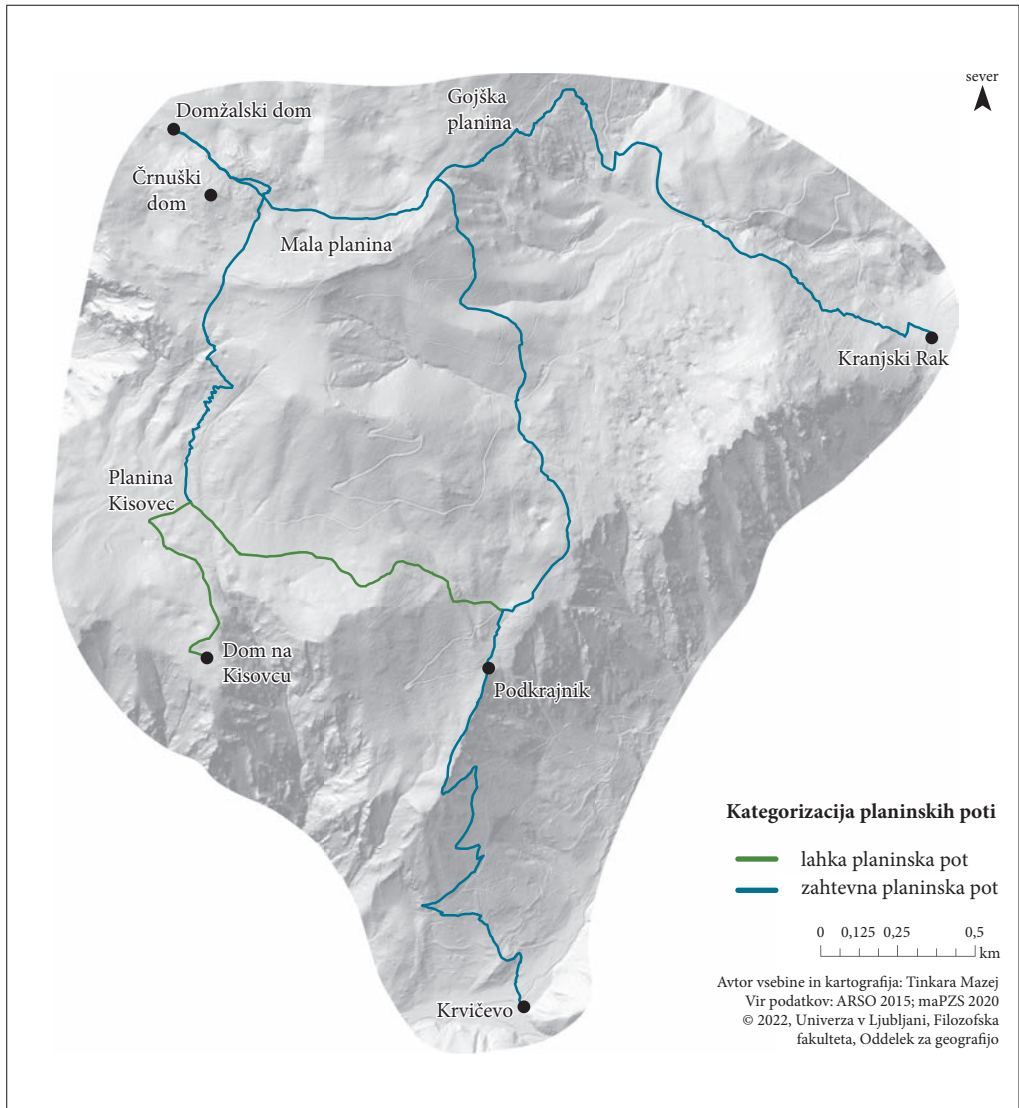 sever
Gojška
planina
Domžalski dom
Črnuški
dom
Mala planina
Kranjski Rak
Planina
Kisovec
Dom na
Kisovcu
Podkrajnik
Kategorizacija planinskih poti
lahka planinska pot
zahtevna planinska pot
0 0,125 0,25 0,5
km
Avtor vsebine in kartografija: Tinkara Mazej
Vir podatkov: ARSO 2015; maPZS 2020
© 2022, Univerza v Ljubljani, Filozofska
fakulteta, Oddelek za geografijo
Krvičevo